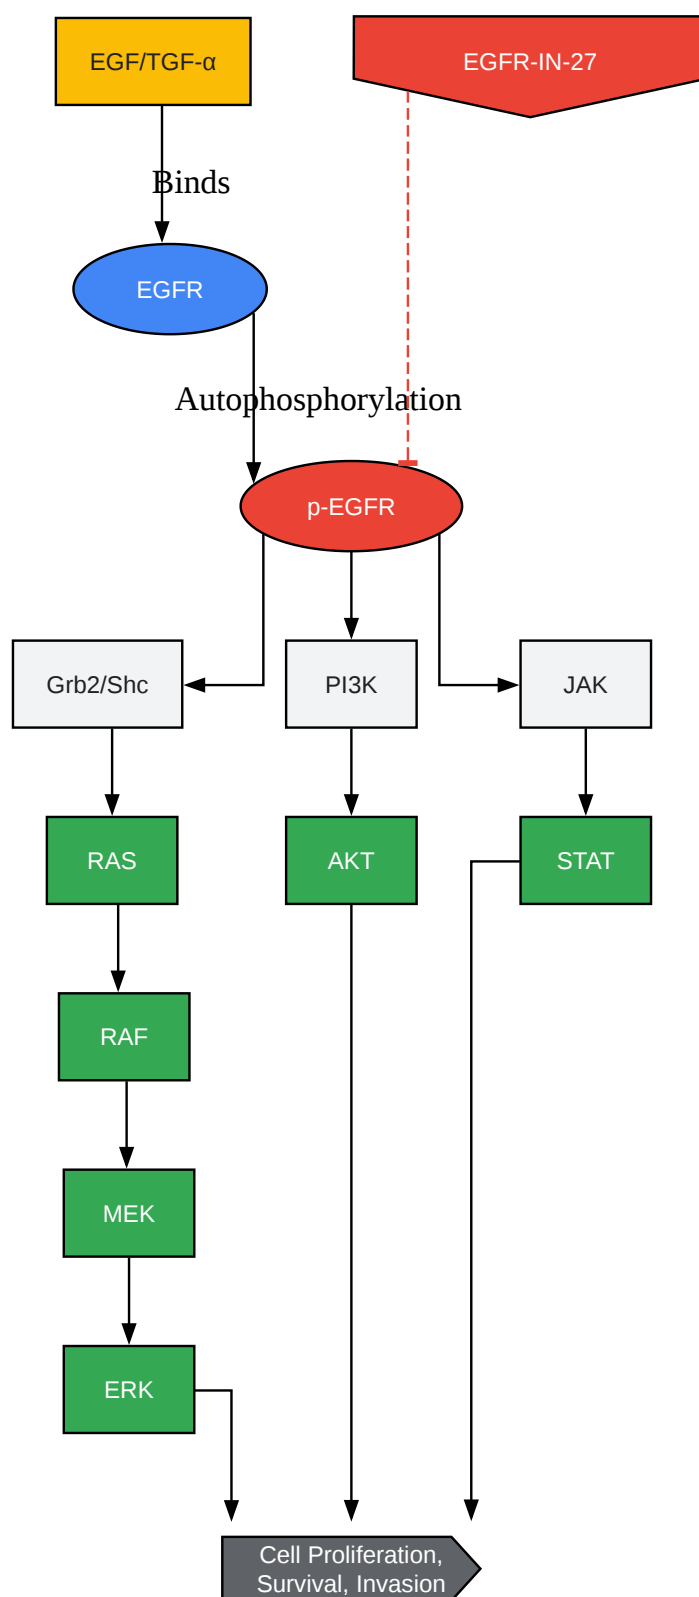 EGF/TGF-α
EGFR-IN-27
Binds
EGFR
Autophosphorylation
p-EGFR
Grb2/Shc
PI3K
JAK
RAS
AKT
STAT
RAF
MEK
ERK
Cell Proliferation,
Survival, Invasion